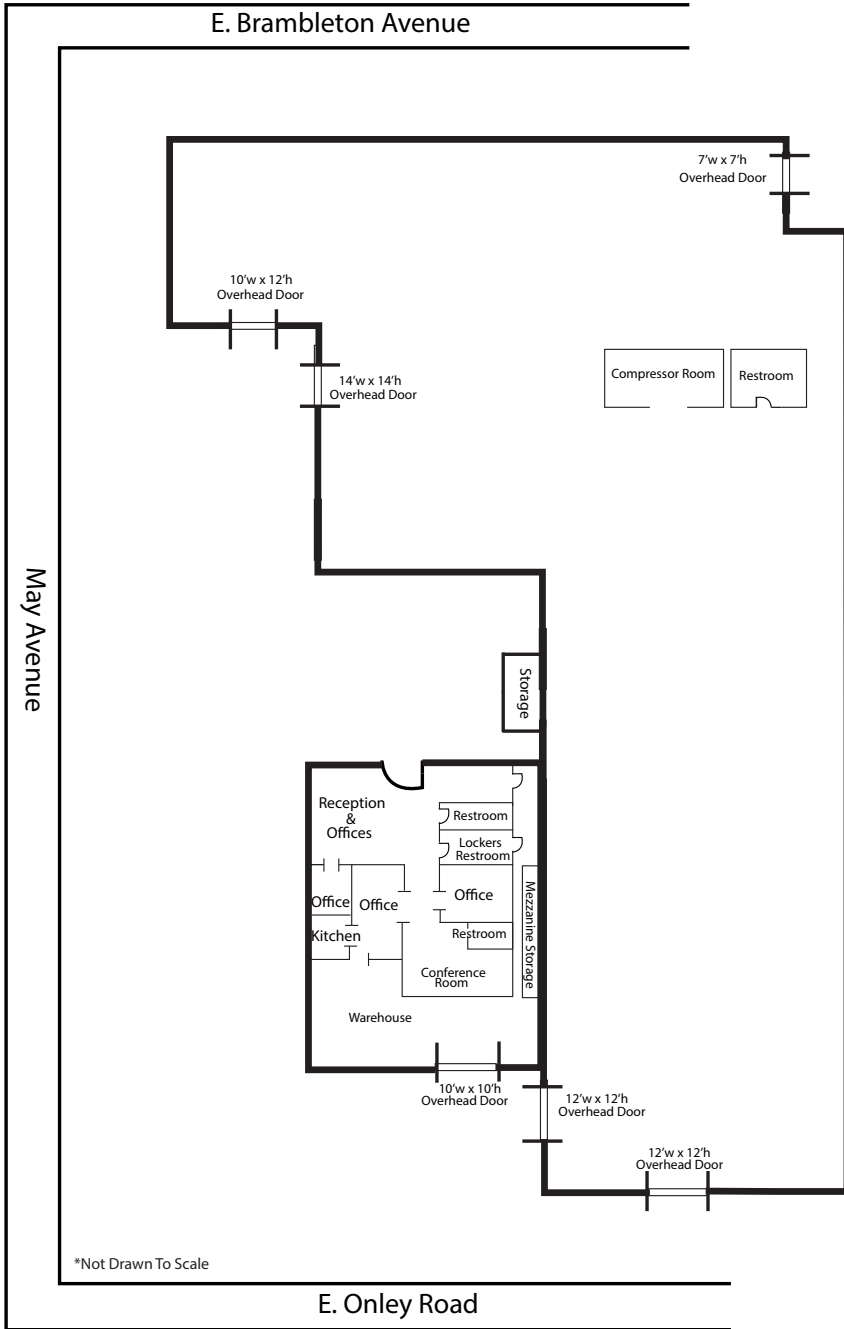 E. Brambleton Avenue
7'w x 7'h
Overhead Door
10'w x 12'h
Overhead Door
14'w x 14'h
Overhead Door
Compressor Room
Restroom
May Avenue
Storage
Reception
&
Offices
Restroom
Lockers
Restroom
Office
Office
Office
Mezzanine Storage
Kitchen
Restroom
Conference
Room
Warehouse
10'w x 10'h
Overhead Door
12'w x 12'h
Overhead Door
12'w x 12'h
Overhead Door
*Not Drawn To Scale
E. Onley Road